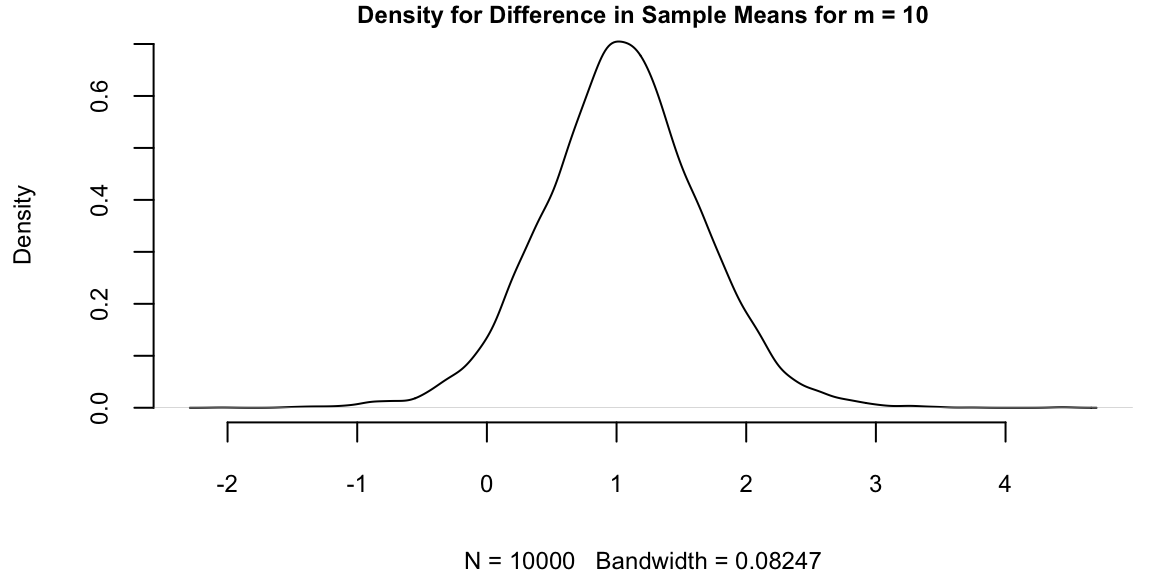 Density for Difference in Sample Means for m = 10
Density
0.6
0.4
0.2
0.0
-2 -1 0 1 2 3 4
N = 10000 Bandwidth = 0.08247